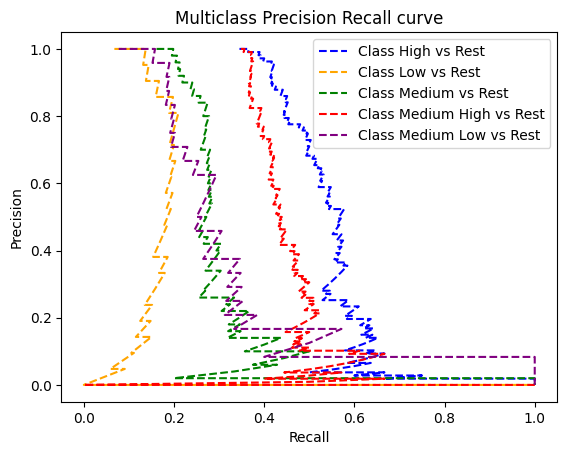 Multiclass Precision Recall curve
1.0
0.8
0.6
0.4
0.2
0.0
Precision
Class High vs Rest
Class Low vs Rest
Class Medium vs Rest
Class Medium High vs Rest
Class Medium Low vs Rest
0.0 0.2 0.4 0.6 0.8 1.0
Recall